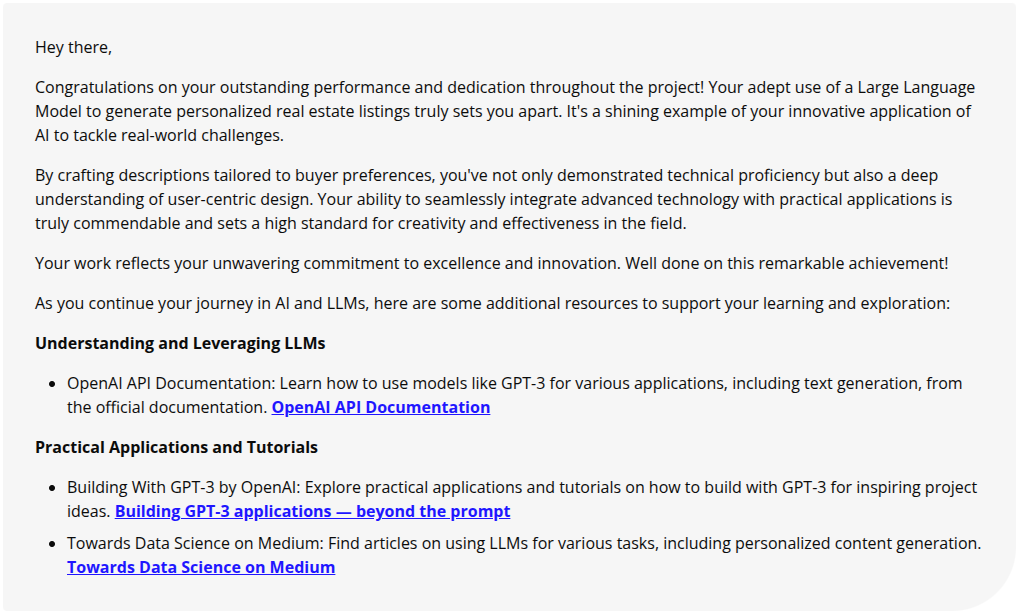 Hey there,
Congratulations on your outstanding performance and dedication throughout the project! Your adept use of a Large Language
Model to generate personalized real estate listings truly sets you apart. It's a shining example of your innovative application of
AI to tackle real-world challenges.
By crafting descriptions tailored to buyer preferences, you've not only demonstrated technical proficiency but also a deep
understanding of user-centric design. Your ability to seamlessly integrate advanced technology with practical applications is
truly commendable and sets a high standard for creativity and effectiveness in the field.
Your work reflects your unwavering commitment to excellence and innovation. Well done on this remarkable achievement!
As you continue your journey in AI and LLMs, here are some additional resources to support your learning and exploration:
Understanding and Leveraging LLMs
• OpenAI API Documentation: Learn how to use models like GPT-3 for various applications, including text generation, from
the official documentation. OpenAI API Documentation
Practical Applications and Tutorials
• Building With GPT-3 by OpenAI: Explore practical applications and tutorials on how to build with GPT-3 for inspiring project
ideas. Building GPT-3 applications — beyond the prompt
• Towards Data Science on Medium: Find articles on using LLMs for various tasks, including personalized content generation.
Towards Data Science on Medium